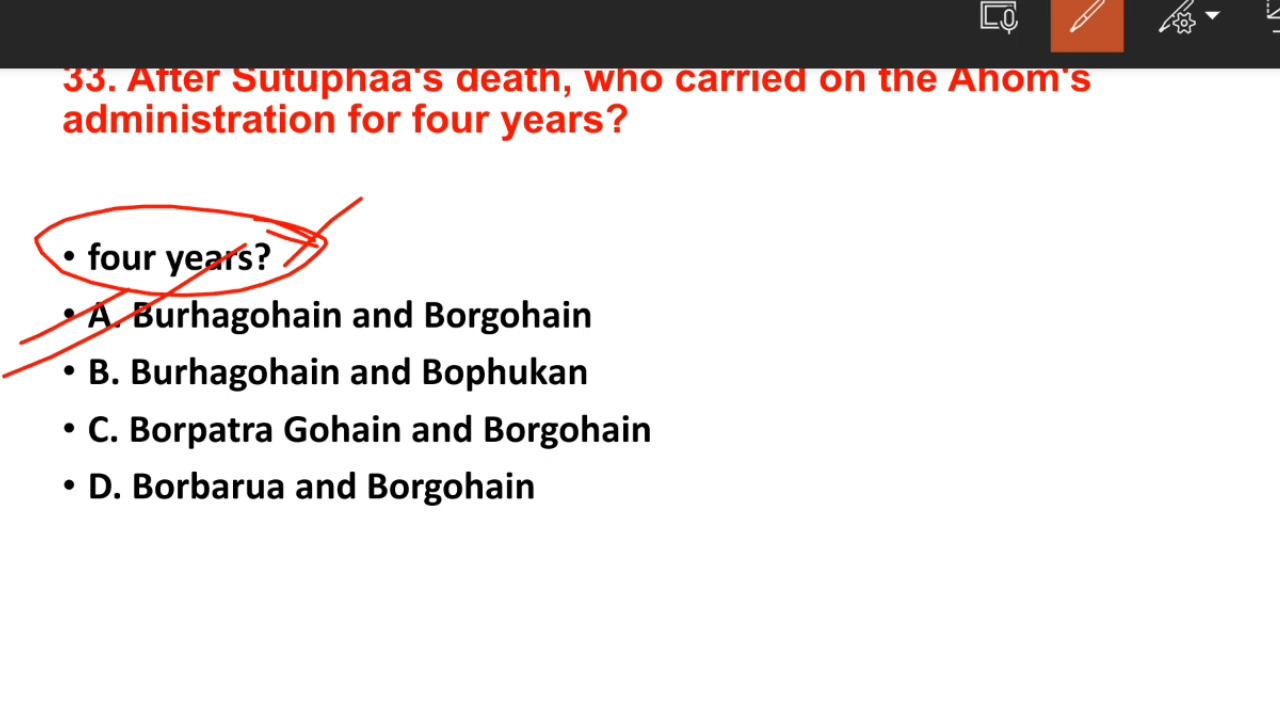 33. After Sutuphaa's death, who carried on the Ahom's
administration for four years?
• four years?
• A. Burhagohain and Borgohain
• B. Burhagohain and Bophukan
• C. Borpatra Gohain and Borgohain
• D. Borbarua and Borgohain